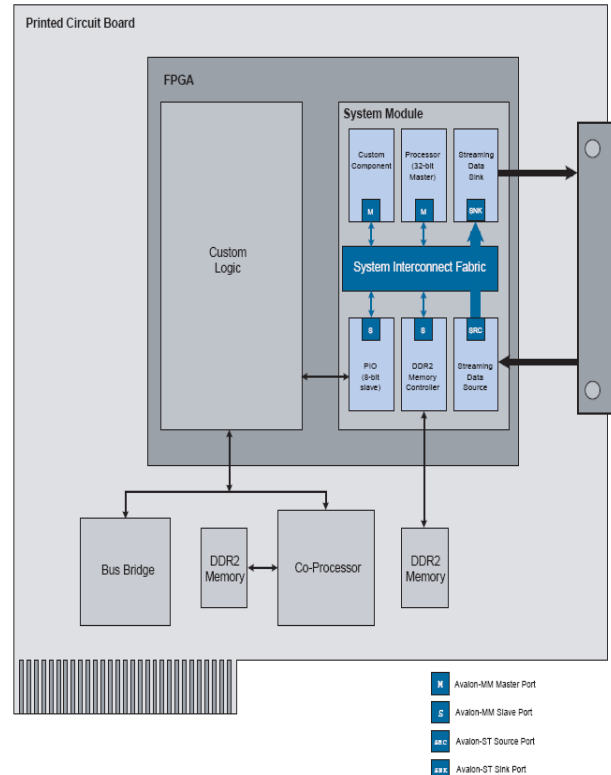 Printed Circuit Board
FPGA
System Module
Custom
Component
M
Processor
(32-bit
Master)
M
Streaming
Data
Sink
SNK
Custom
Logic
System Interconnect Fabric
S
PIO
(8-bit
slave)
S
DDR2
Memory
Controller
SRC
Streaming
Data
Source
Bus Bridge
DDR2
Memory
Co-Processor
DDR2
Memory
M Avalon-MM Master Port
S Avalon-MM Slave Port
SRC Avalon-ST Source Port
SNK Avalon-ST Sink Port